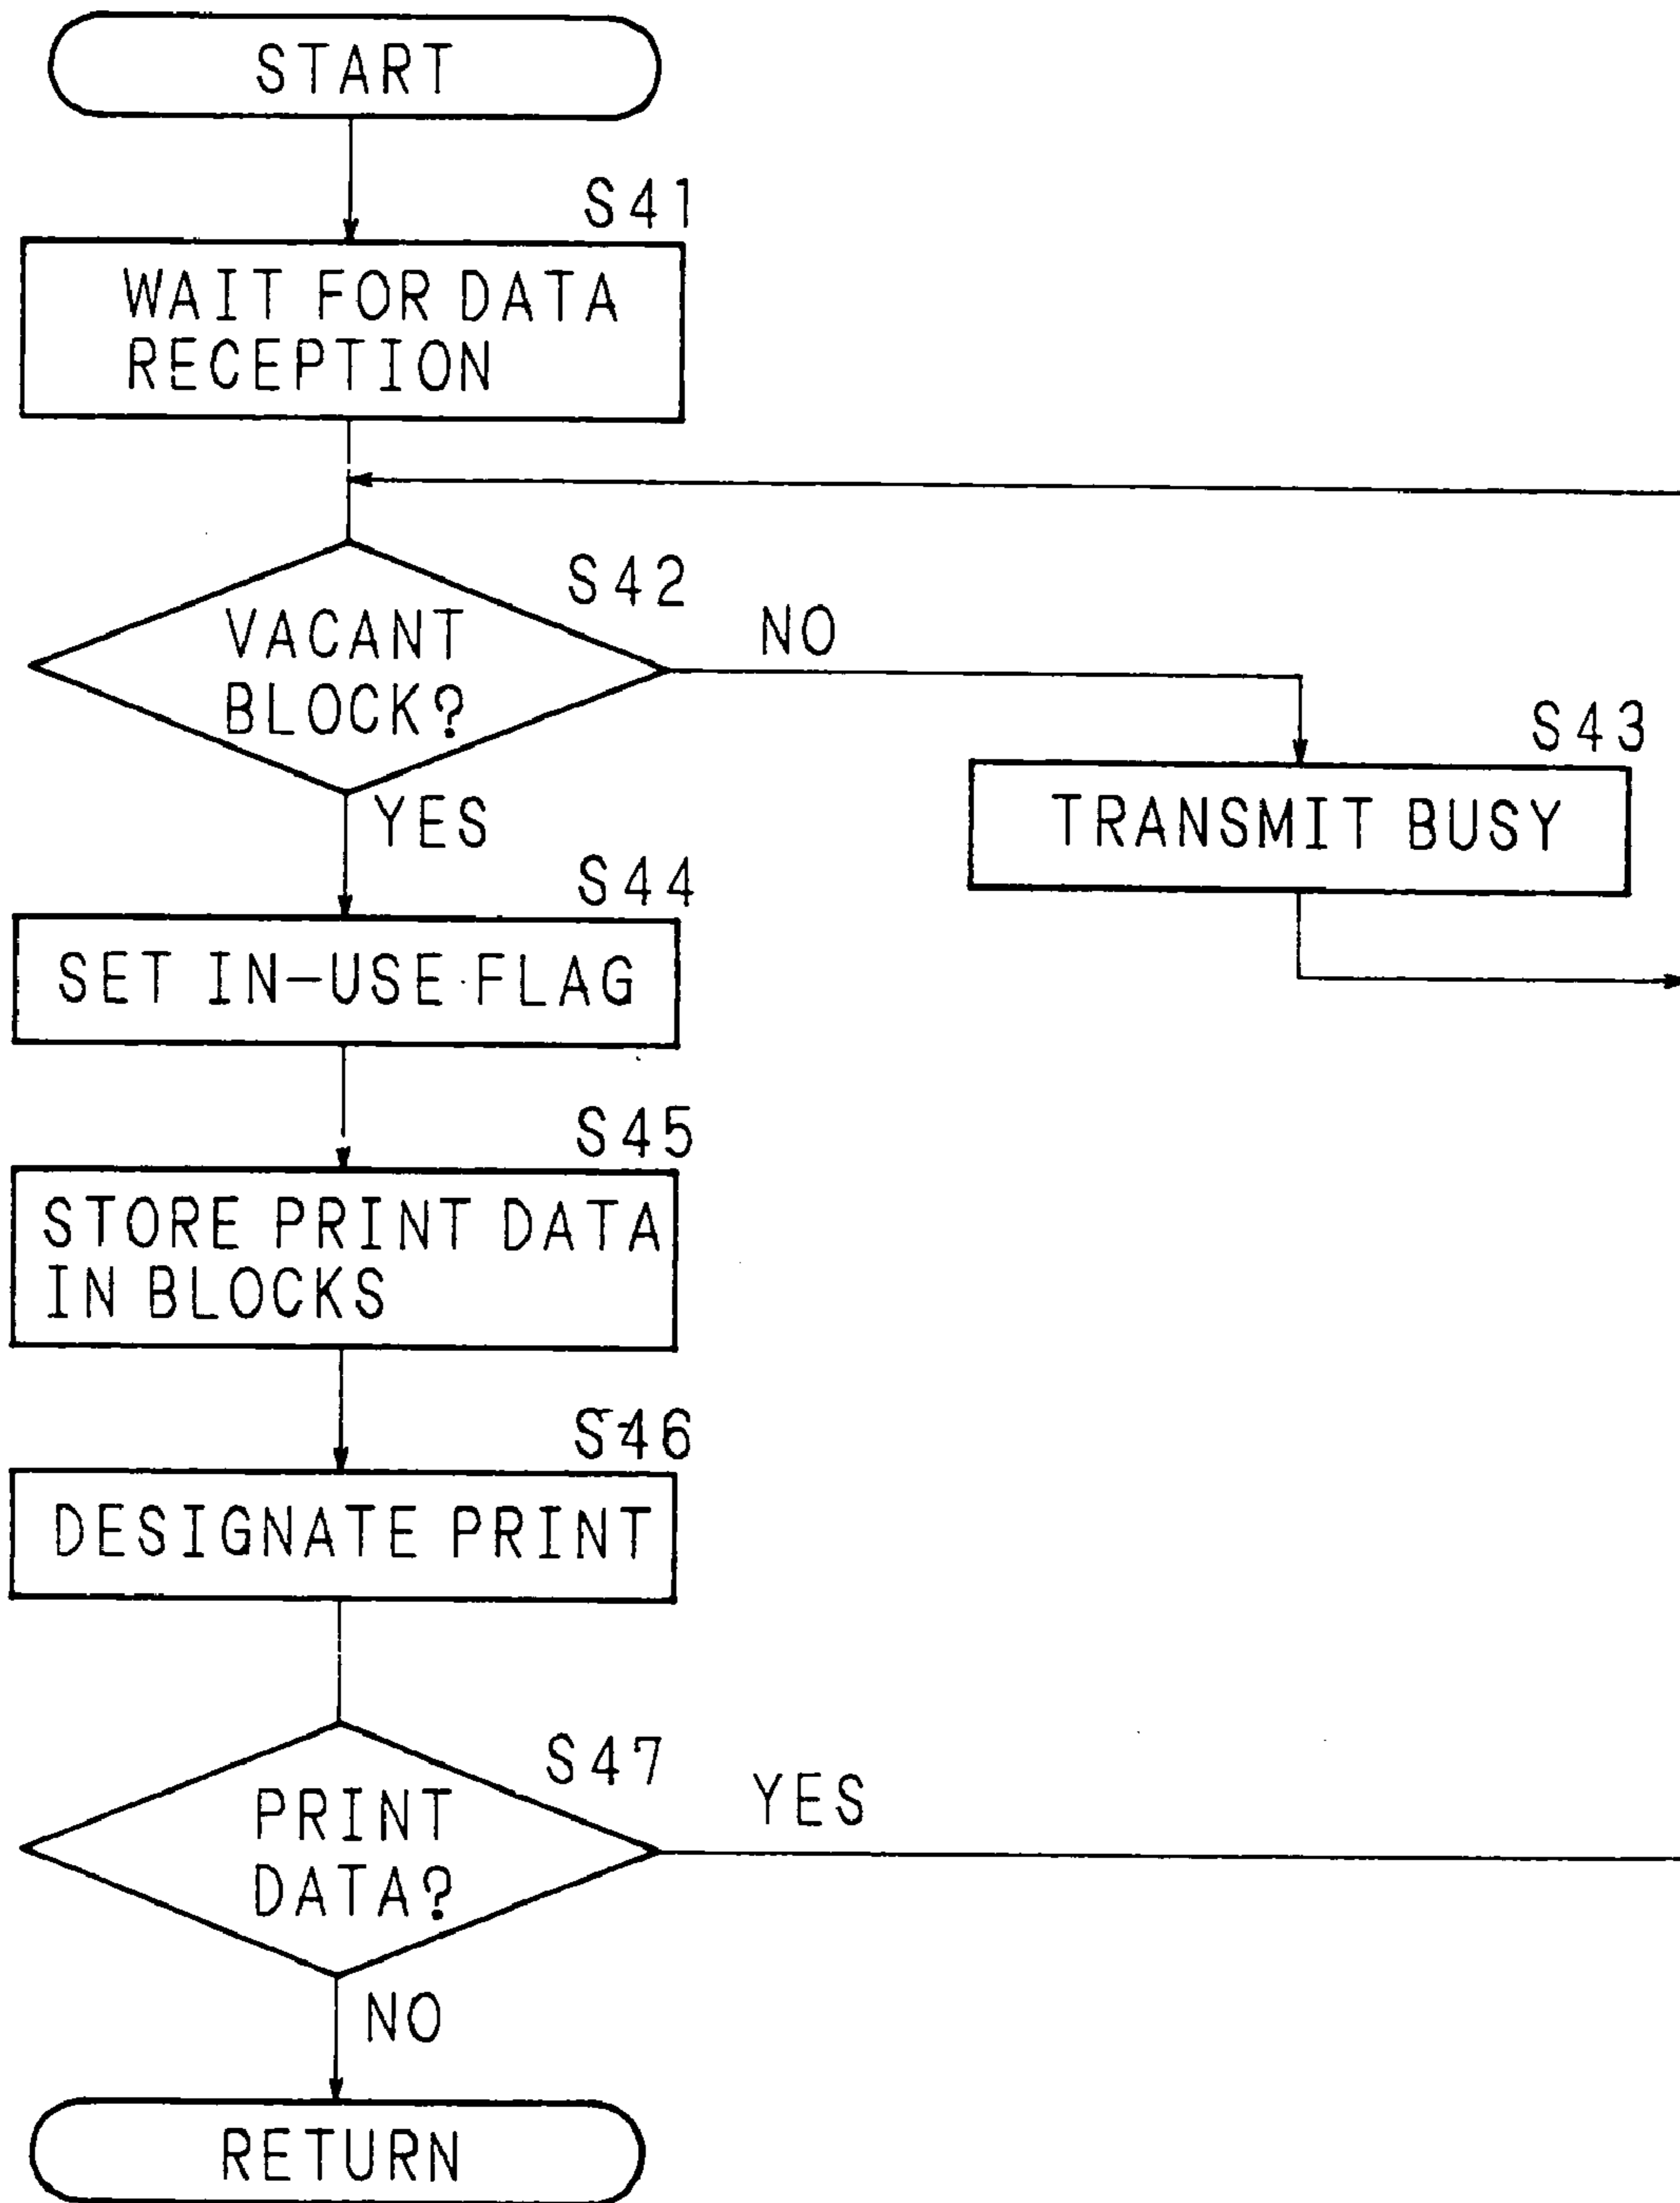 START
S41
WAIT FOR DATA
RECEPTION
S42
VACANT
BLOCK?
NO
S43
TRANSMIT BUSY
YES
S44
SET IN-USE FLAG
S45
STORE PRINT DATA
IN BLOCKS
S46
DESIGNATE PRINT
S47
PRINT
DATA?
YES
NO
RETURN